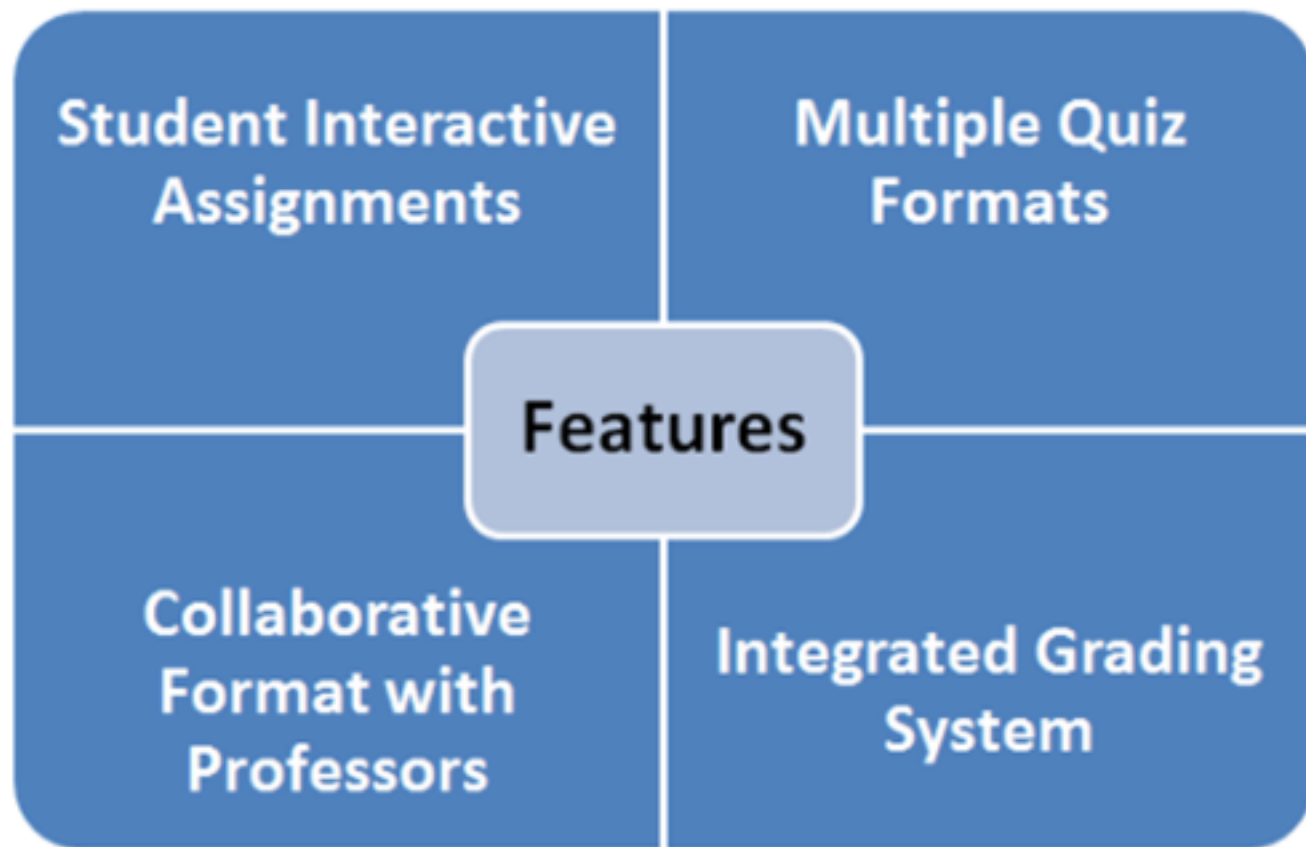 Student Interactive
Assignments
Multiple Quiz
Formats
Features
Collaborative
Format with
Professors
Integrated Grading
System